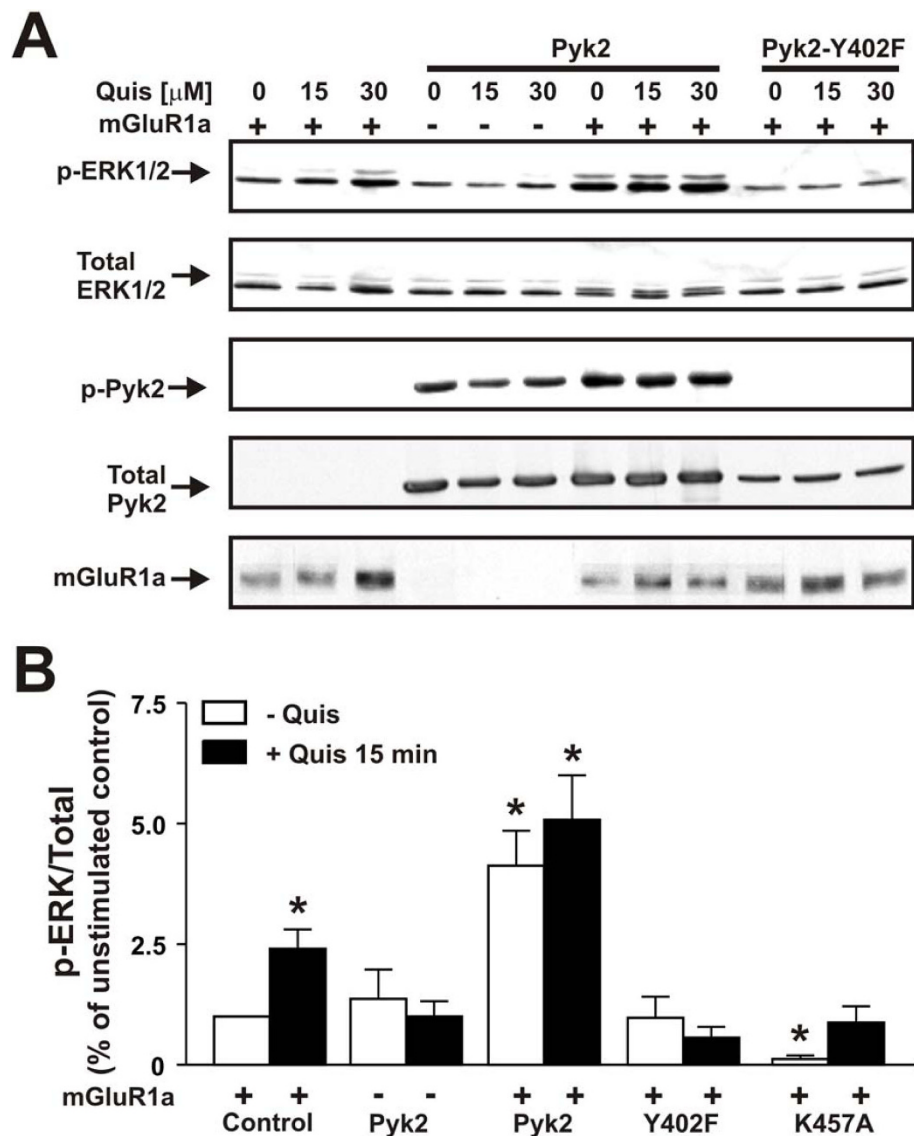 A
Pyk2 Pyk2-Y402F
Quis [μM] 0 15 30 0 15 30 0 15 30 0 15 30
mGluR1a + + + - - - + + + + + +
p-ERK1/2
Total
ERK1/2
p-Pyk2
Total
Pyk2
mGluR1a
B
p-ERK/Total
(% of unstimulated control)
7.5
5.0
2.5
0
- Quis
+ Quis 15 min
* * * *
*
mGluR1a + + - - + + + + + +
Control Pyk2 Pyk2 Y402F K457A